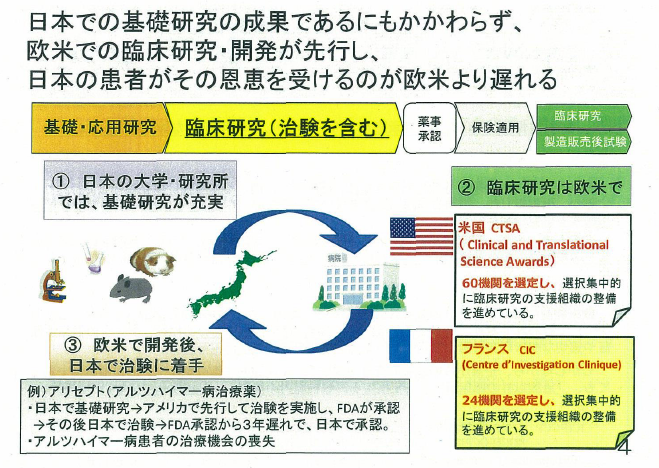 日本での基礎研究の成果であるにもかかわらず、
欧米での臨床研究・開発が先行し、
日本の患者がその恩恵を受けるのが欧米より遅れる
基礎・応用研究
臨床研究(治験を含む)
薬事
承認
保険適用
臨床研究
製造販売後試験
① 日本の大学・研究所
では、基礎研究が充実
② 臨床研究は欧米で
病院
米国 CTSA
( Clinical and Translational
Science Awards)
60機関を選定し、選択集中的
に臨床研究の支援組織の整備
を進めている。
③ 欧米で開発後、
日本で治験に着手
フランス CIC
(Centre d'Investigation Clinique)
24機関を選定し、選択集中的
に臨床研究の支援組織の整備
を進めている。
例)アリセプト(アルツハイマー病治療薬)
・日本で基礎研究→アメリカで先行して治験を実施し、FDAが承認
→その後日本で治験→FDA承認から3年遅れで、日本で承認。
・アルツハイマー病患者の治療機会の喪失
4